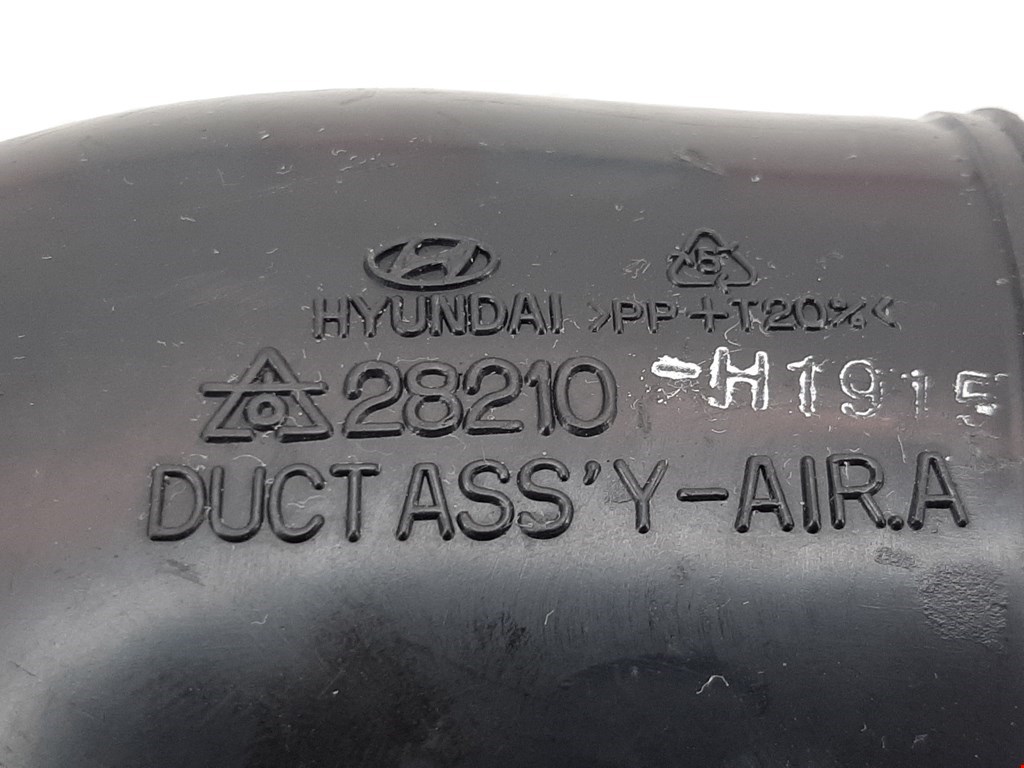 HYUNDAI >PP+T20%<
28210 -H1915
DUCT ASS'Y-AIR.A